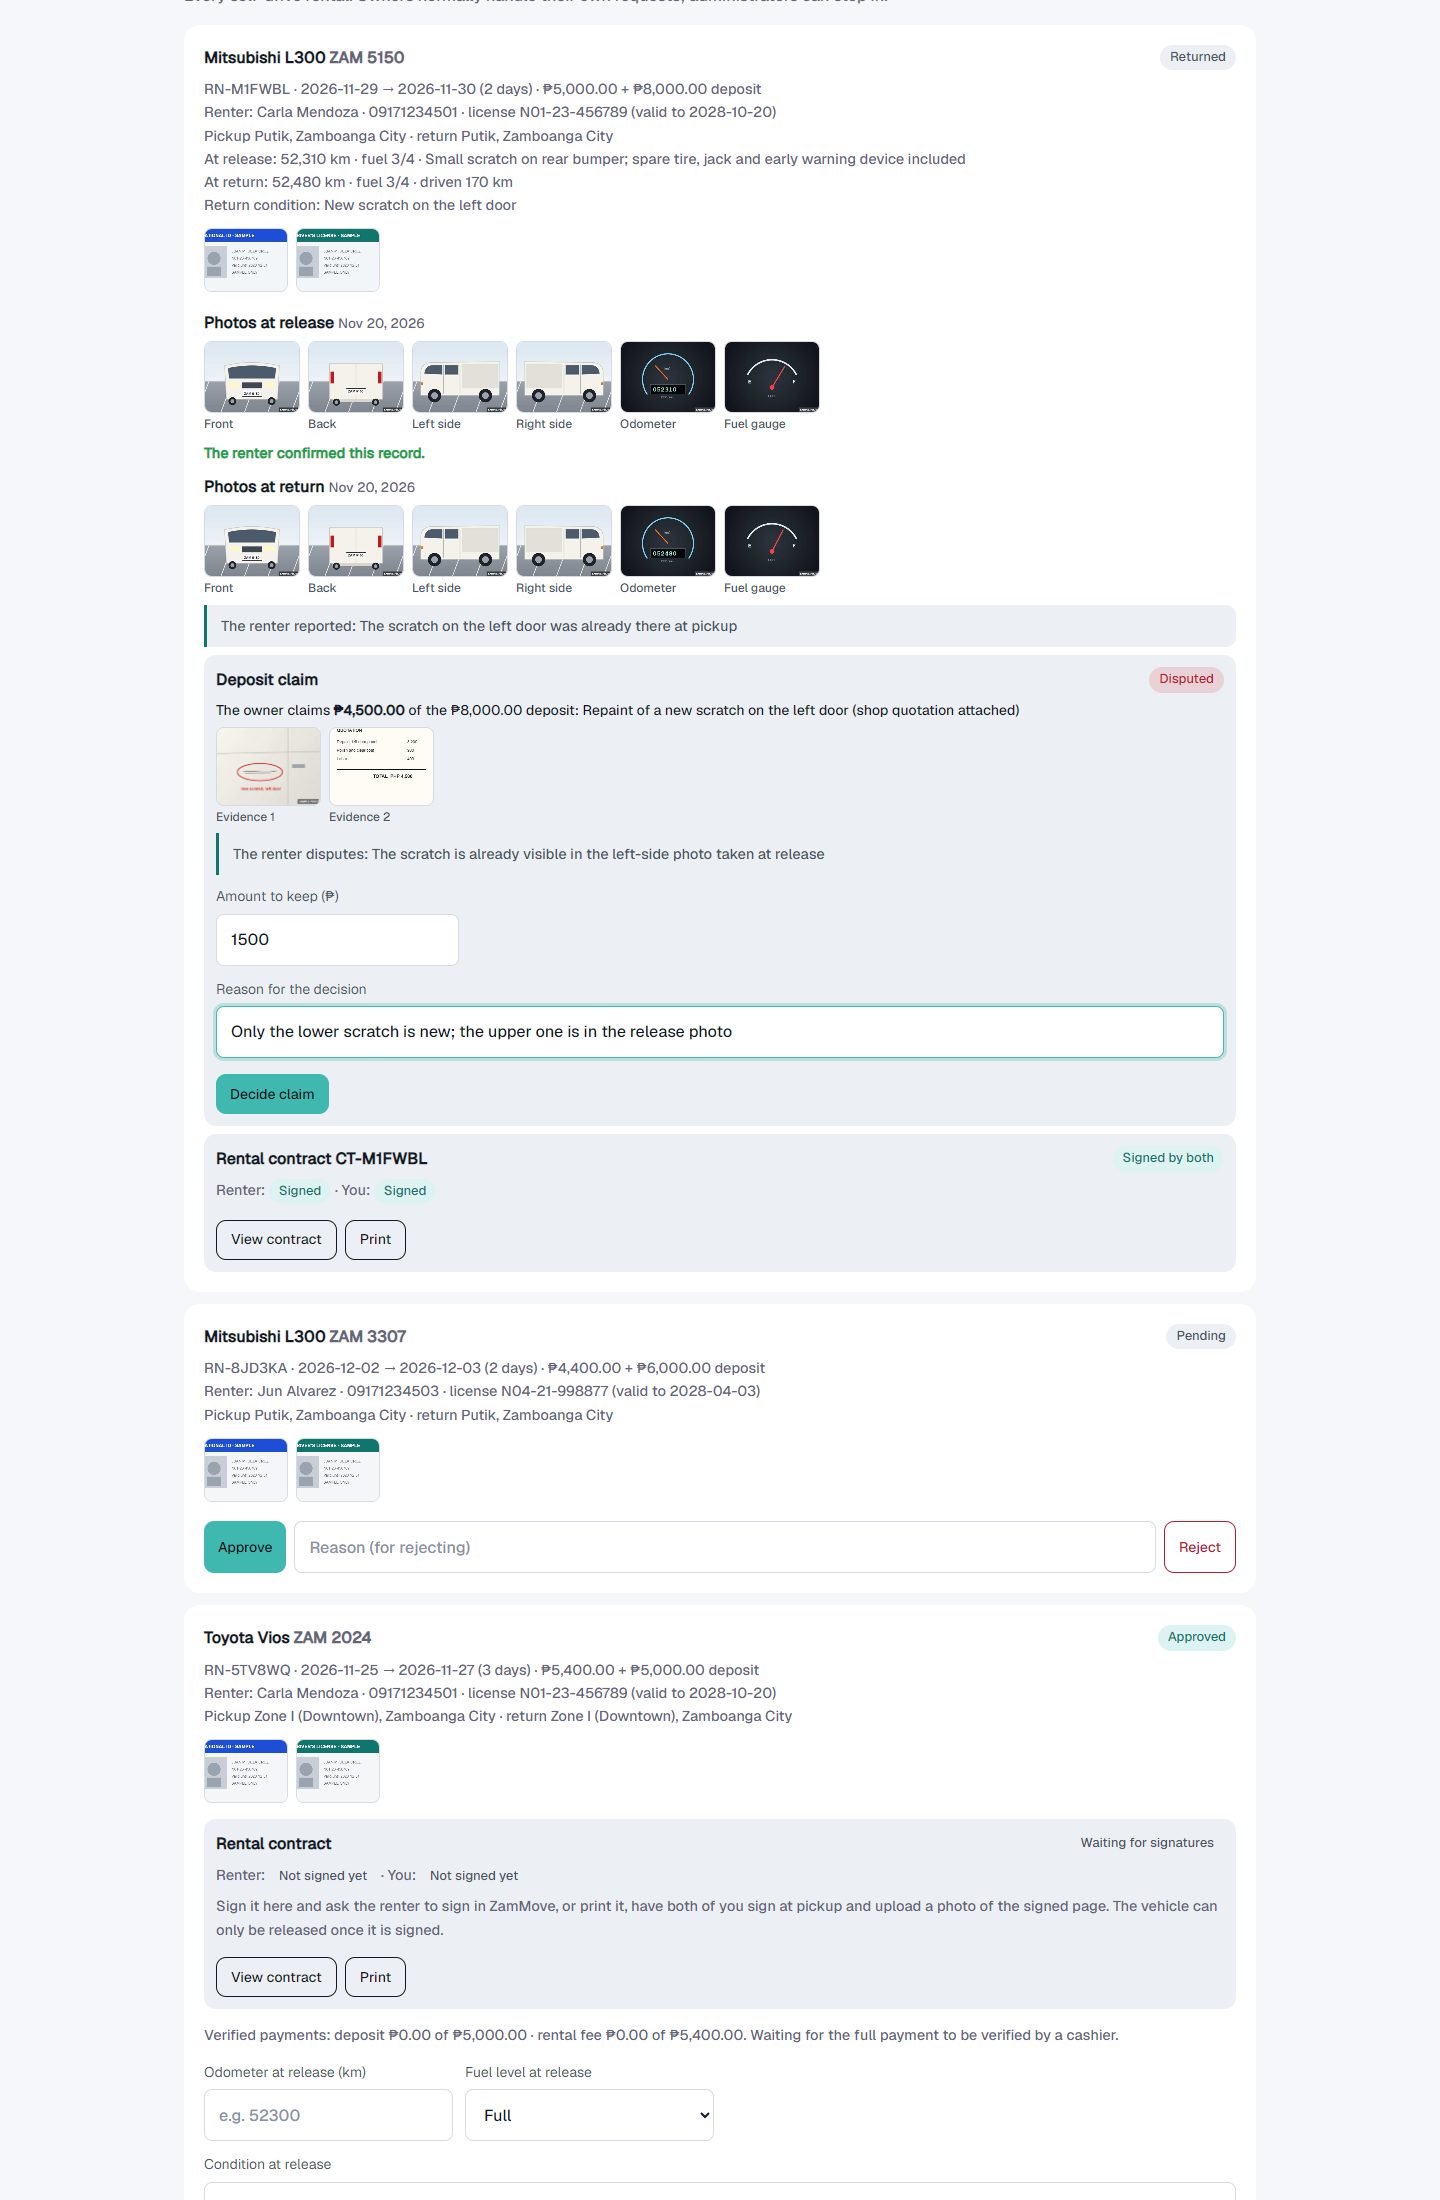 Mitsubishi L300 ZAM 5150
Returned
RN-M1FWBL · 2026-11-29 → 2026-11-30 (2 days) · ₱5,000.00 + ₱8,000.00 deposit
Renter: Carla Mendoza · 09171234501 · license N01-23-456789 (valid to 2028-10-20)
Pickup Putik, Zamboanga City · return Putik, Zamboanga City
At release: 52,310 km · fuel 3/4 · Small scratch on rear bumper; spare tire, jack and early warning device included
At return: 52,480 km · fuel 3/4 · driven 170 km
Return condition: New scratch on the left door
Photos at release Nov 20, 2026
052310
Front
Back
Left side
Right side
Odometer
Fuel gauge
The renter confirmed this record.
Photos at return Nov 20, 2026
052480
Front
Back
Left side
Right side
Odometer
Fuel gauge
The renter reported: The scratch on the left door was already there at pickup
Deposit claim
Disputed
The owner claims ₱4,500.00 of the ₱8,000.00 deposit: Repaint of a new scratch on the left door (shop quotation attached)
QUOTATION
TOTAL PHP 4,500
Evidence 1
Evidence 2
The renter disputes: The scratch is already visible in the left-side photo taken at release
Amount to keep (₱)
1500
Reason for the decision
Only the lower scratch is new; the upper one is in the release photo
Decide claim
Rental contract CT-M1FWBL
Signed by both
Renter: Signed · You: Signed
View contract
Print
Mitsubishi L300 ZAM 3307
Pending
RN-8JD3KA · 2026-12-02 → 2026-12-03 (2 days) · ₱4,400.00 + ₱6,000.00 deposit
Renter: Jun Alvarez · 09171234503 · license N04-21-998877 (valid to 2028-04-03)
Pickup Putik, Zamboanga City · return Putik, Zamboanga City
Approve
Reason (for rejecting)
Reject
Toyota Vios ZAM 2024
Approved
RN-5TV8WQ · 2026-11-25 → 2026-11-27 (3 days) · ₱5,400.00 + ₱5,000.00 deposit
Renter: Carla Mendoza · 09171234501 · license N01-23-456789 (valid to 2028-10-20)
Pickup Zone I (Downtown), Zamboanga City · return Zone I (Downtown), Zamboanga City
Rental contract
Waiting for signatures
Renter: Not signed yet · You: Not signed yet
Sign it here and ask the renter to sign in ZamMove, or print it, have both of you sign at pickup and upload a photo of the signed page. The vehicle can
only be released once it is signed.
View contract
Print
Verified payments: deposit ₱0.00 of ₱5,000.00 · rental fee ₱0.00 of ₱5,400.00. Waiting for the full payment to be verified by a cashier.
Odometer at release (km)
Fuel level at release
e.g. 52300
Full
Condition at release